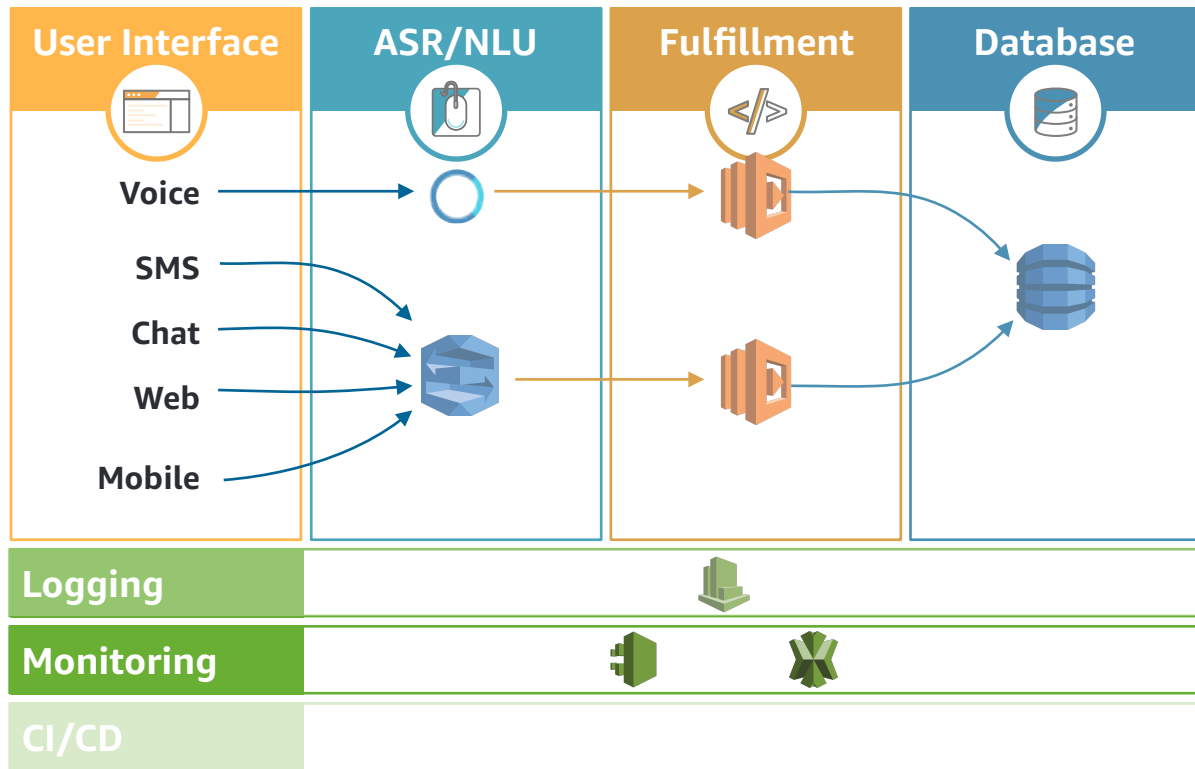 User Interface
ASR/NLU
Fulfillment
Database
</>
Voice
SMS
Chat
Web
Mobile
Logging
Monitoring
CI/CD